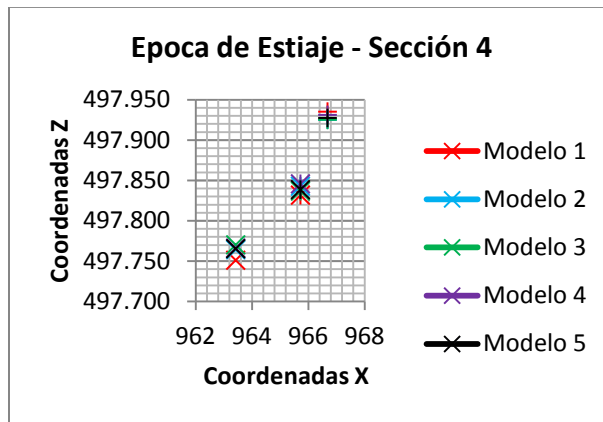 Epoca de Estiaje - Sección 4
Coordenadas Z
497.950
497.900
497.850
497.800
497.750
497.700
962 964 966 968
Coordenadas X
Modelo 1
Modelo 2
Modelo 3
Modelo 4
Modelo 5